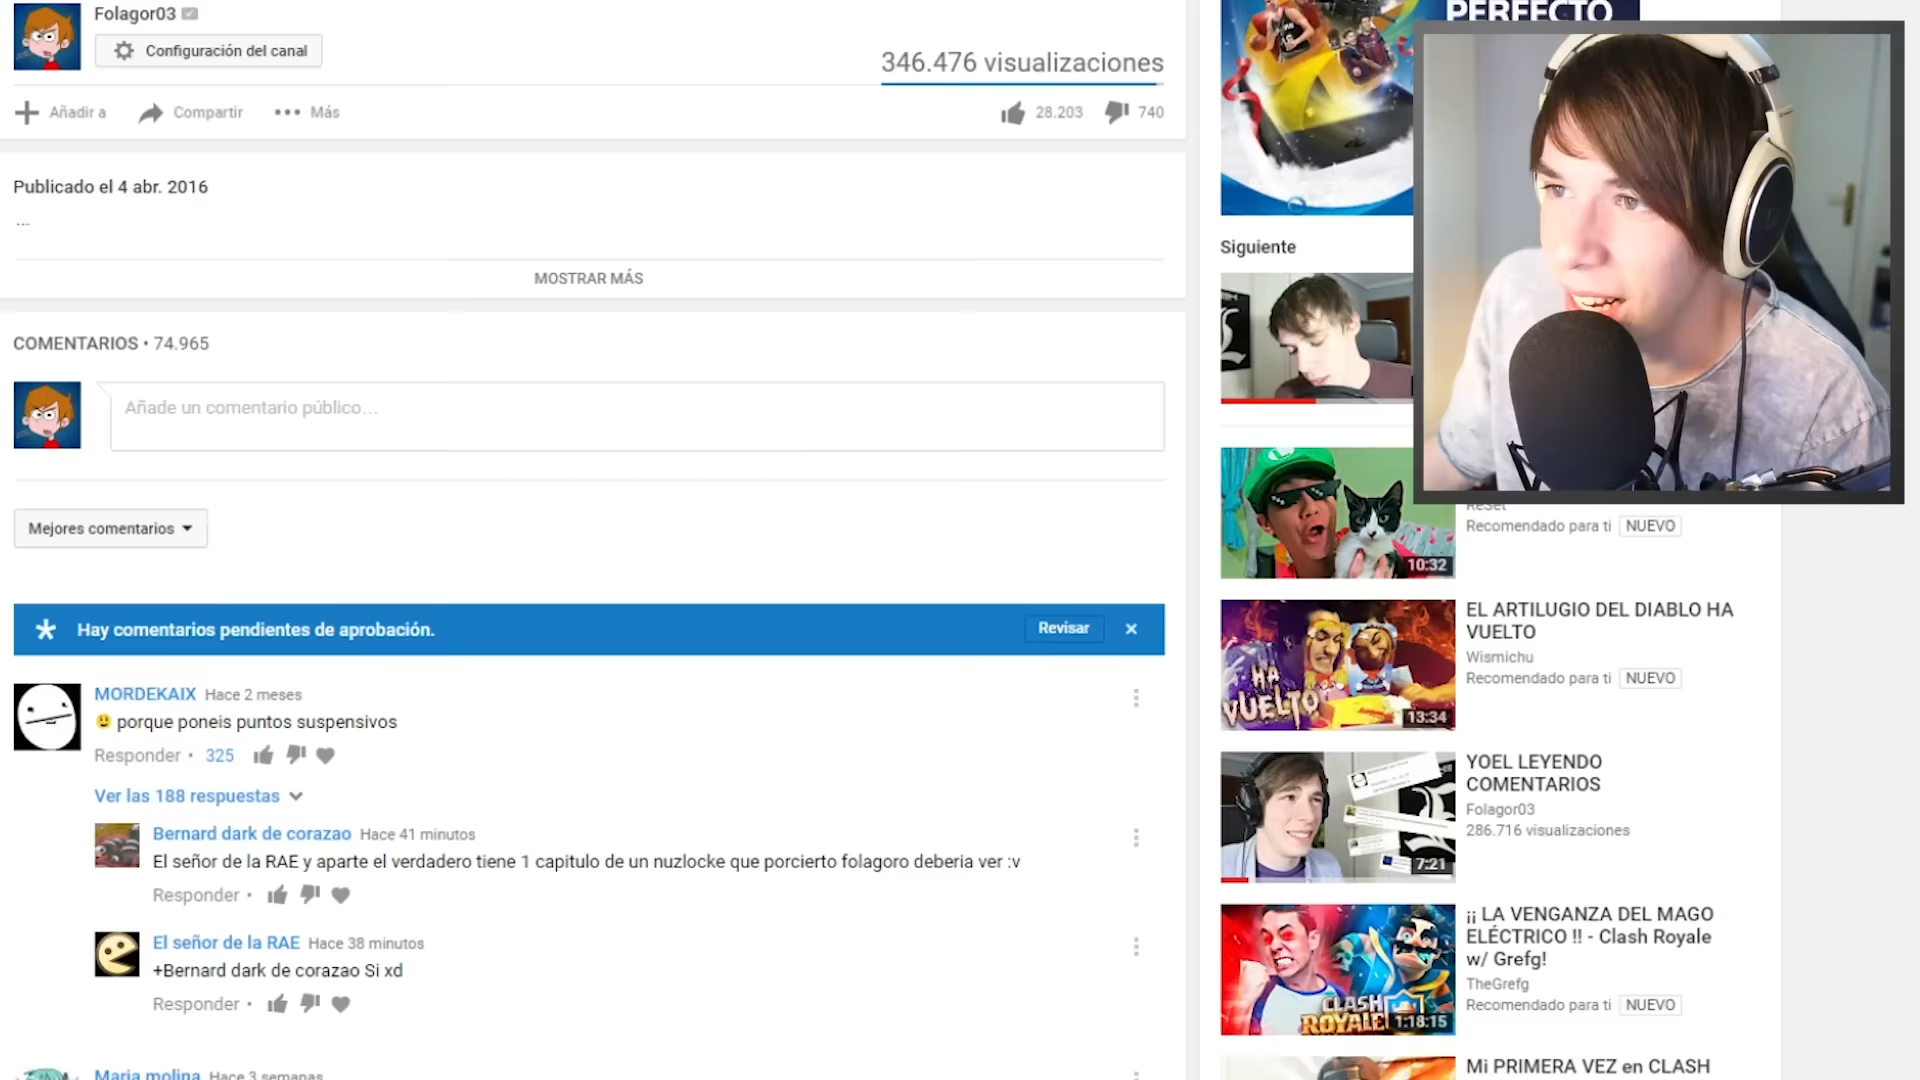 Folagor03
Configuración del canal
346.476 visualizaciones
Añadir a
Compartir
Más
28.203
740
Publicado el 4 abr. 2016
...
MOSTRAR MÁS
COMENTARIOS • 74.965
Añade un comentario público...
Mejores comentarios
Hay comentarios pendientes de aprobación.
Revisar
MORDEKAIX Hace 2 meses
porque poneis puntos suspensivos
Responder • 325
Ver las 188 respuestas
Bernard dark de corazao Hace 41 minutos
El señor de la RAE y aparte el verdadero tiene 1 capitulo de un nuzlocke que porcierto folagoro deberia ver :v
Responder •
El señor de la RAE Hace 38 minutos
+Bernard dark de corazao Si xd
Responder •
Maria molina Hace 3 semanas
PERFECTO
Siguiente
10:32
ReSet
Recomendado para ti NUEVO
HA
VUELTO
13:34
EL ARTILUGIO DEL DIABLO HA
VUELTO
Wismichu
Recomendado para ti NUEVO
7:21
YOEL LEYENDO
COMENTARIOS
Folagor03
286.716 visualizaciones
CLASH
ROYALE
1:18:15
¡¡ LA VENGANZA DEL MAGO
ELÉCTRICO !! - Clash Royale
w/ Grefg!
TheGrefg
Recomendado para ti NUEVO
Mi PRIMERA VEZ en CLASH